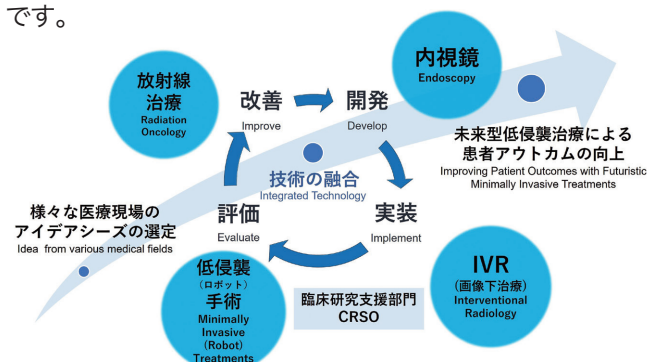 です。
放射線
治療
Radiation
Oncology
改善
Improve
開発
Develop
内視鏡
Endoscopy
未来型低侵襲治療による
患者アウトカムの向上
Improving Patient Outcomes with Futuristic
Minimally Invasive Treatments
技術の融合
Integrated Technology
様々な医療現場の
アイデアシーズの選定
Idea from various medical fields
評価
Evaluate
実装
Implement
低侵襲
(ロボット)
手術
Minimally
Invasive
(Robot)
Treatments
臨床研究支援部門
CRSO
IVR
(画像下治療)
Interventional
Radiology